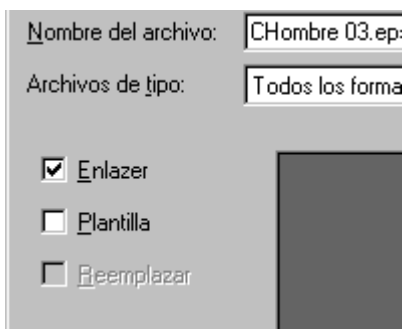 Nombre del archivo: CHombre 03.ep
Archivos de tipo: Todos los forma
Enlazer
Plantilla
Reemplazar